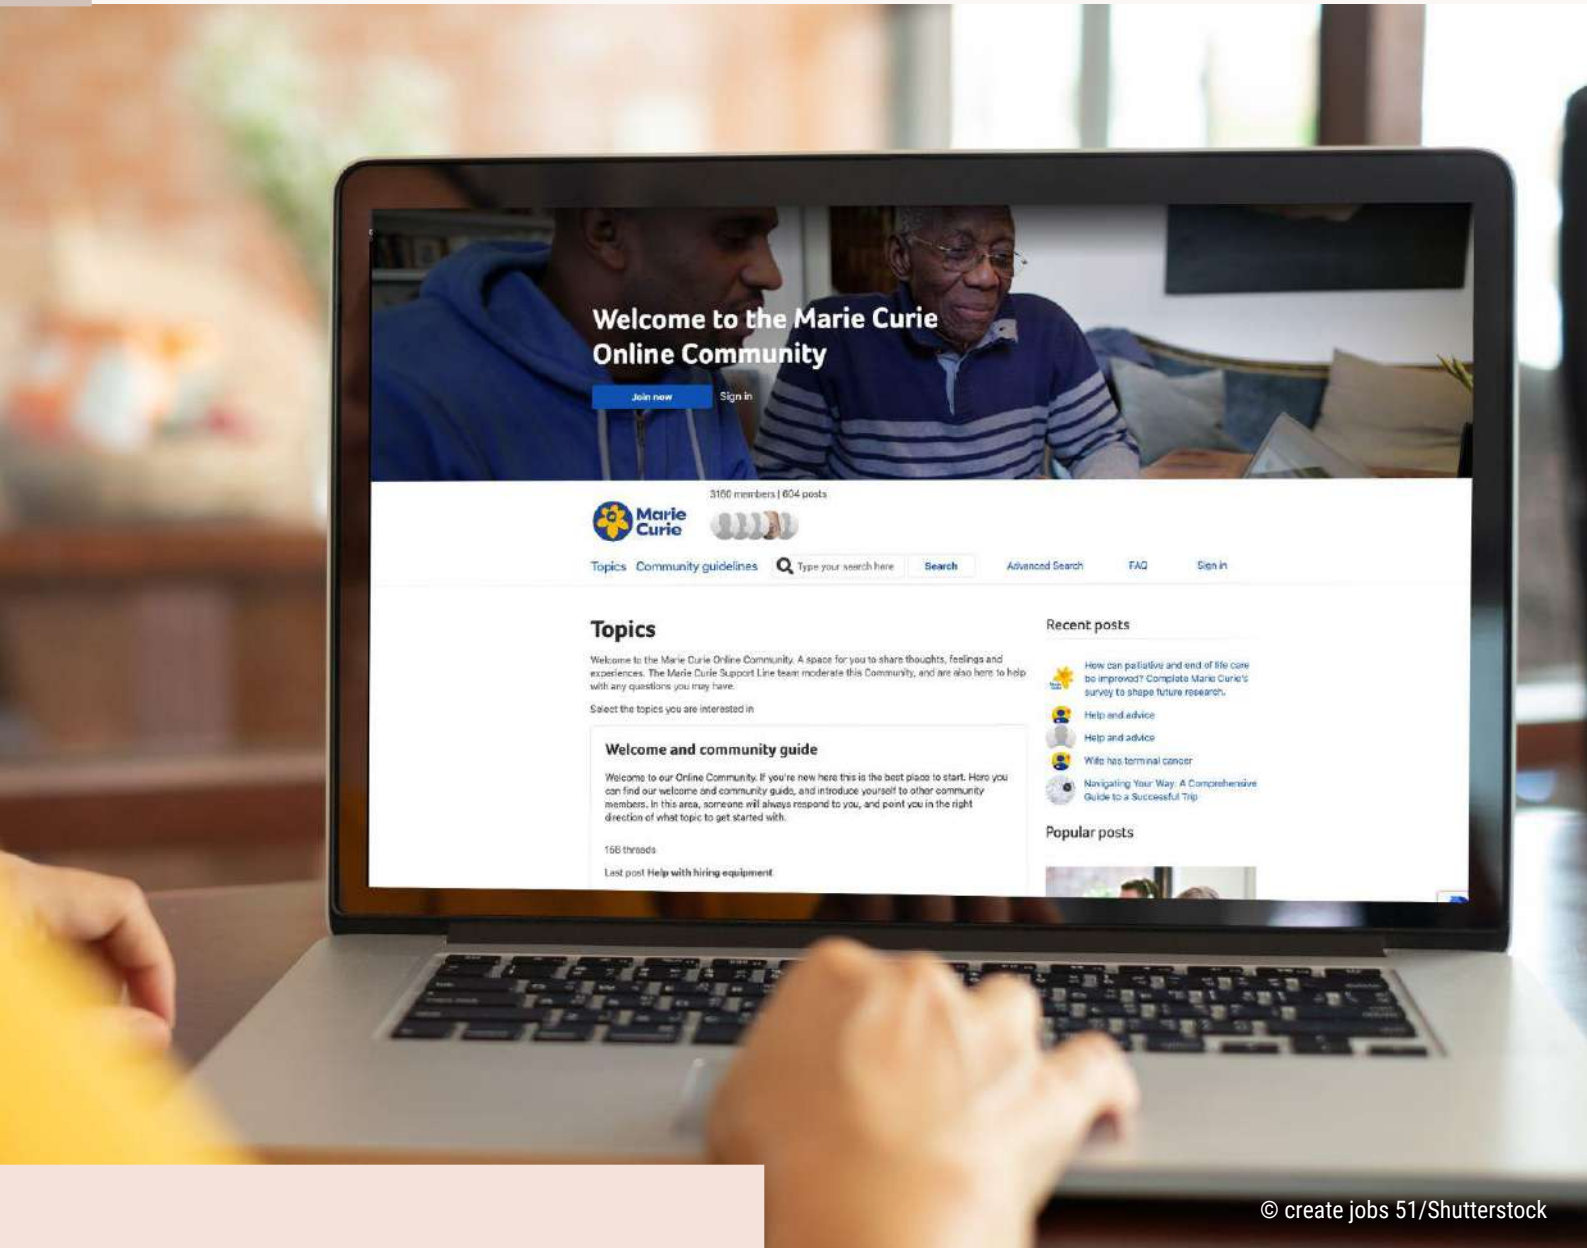 Welcome to the Marie Curie
Online Community
Join now
Sign in
3160 members | 604 posts
Marie
Curie
Topics
Community guidelines
Type your search here
Search
Advanced Search
FAQ
Sign in
Topics
Welcome to the Marie Curie Online Community. A space for you to share thoughts, feelings and
experiences. The Marie Curie Support Line team moderate this Community, and are also here to help
with any questions you may have.
Select the topics you are interested in
Welcome and community guide
Welcome to our Online Community. If you're new here this is the best place to start. Here you
can find our welcome and community guide, and introduce yourself to other community
members. In this area, someone will always respond to you, and point you in the right
direction of what topic to get started with.
threads
Last post Help with hiring equipment
Recent posts
How can palliative and end of life care
be improved? Complete Marie Curie's
survey to shape future research.
Help and advice
Help and advice
Wife has terminal cancer
Navigating Your Way: A Comprehensive
Guide to a Successful Trip
Popular posts
© create jobs 51/Shutterstock